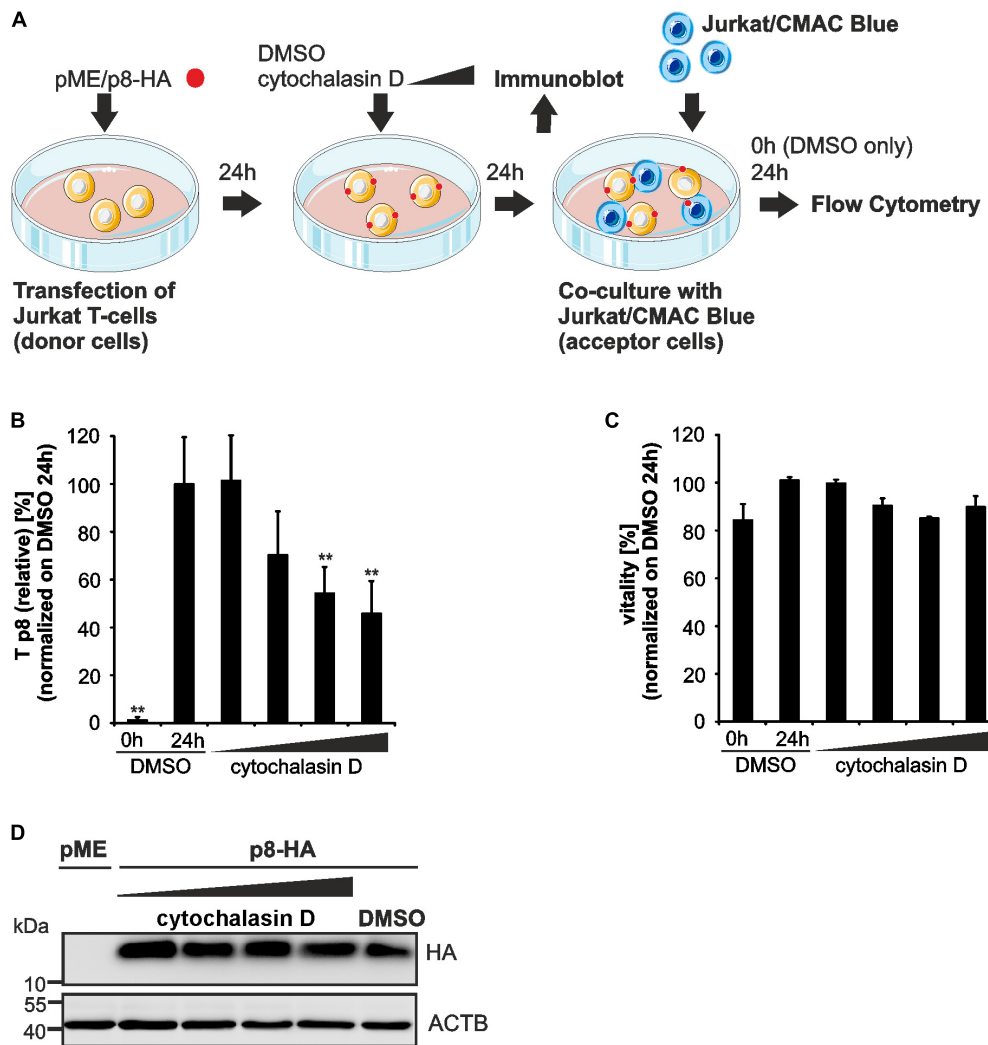 A
Jurkat/CMAC Blue
DMSO
cytochalasin D
pME/p8-HA
Immunoblot
0h (DMSO only)
24h
24h
24h
Flow Cytometry
Transfection of
Jurkat T-cells
(donor cells)
Co-culture with
Jurkat/CMAC Blue
(acceptor cells)
B
T p8 (relative) [%]
(normalized on DMSO 24h)
120
100
80
60
40
20
0
**
**
**
0h 24h
DMSO
cytochalasin D
C
vitality [%]
(normalized on DMSO 24h)
120
100
80
60
40
20
0
0h 24h
DMSO
cytochalasin D
D
pME
p8-HA
cytochalasin D
DMSO
kDa
HA
10
55
40
ACTB